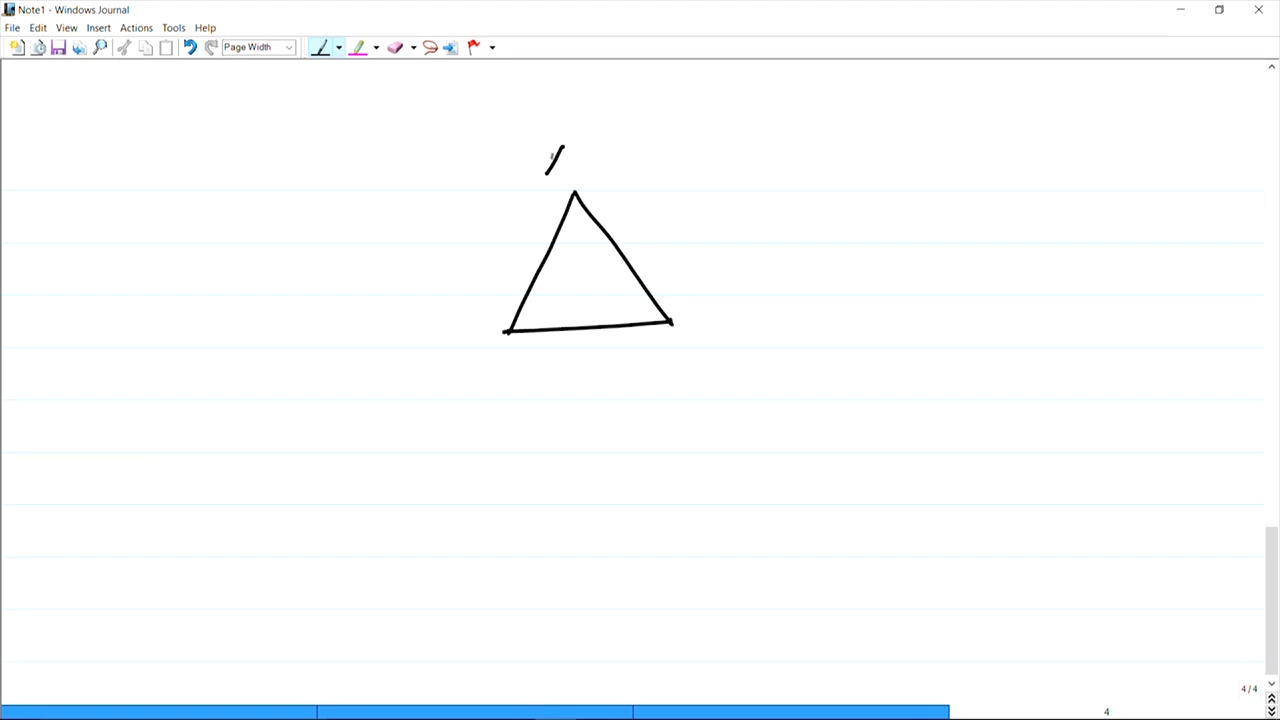 Note1 - Windows Journal
File Edit View Insert Actions Tools Help
Page Width
4 / 4
4